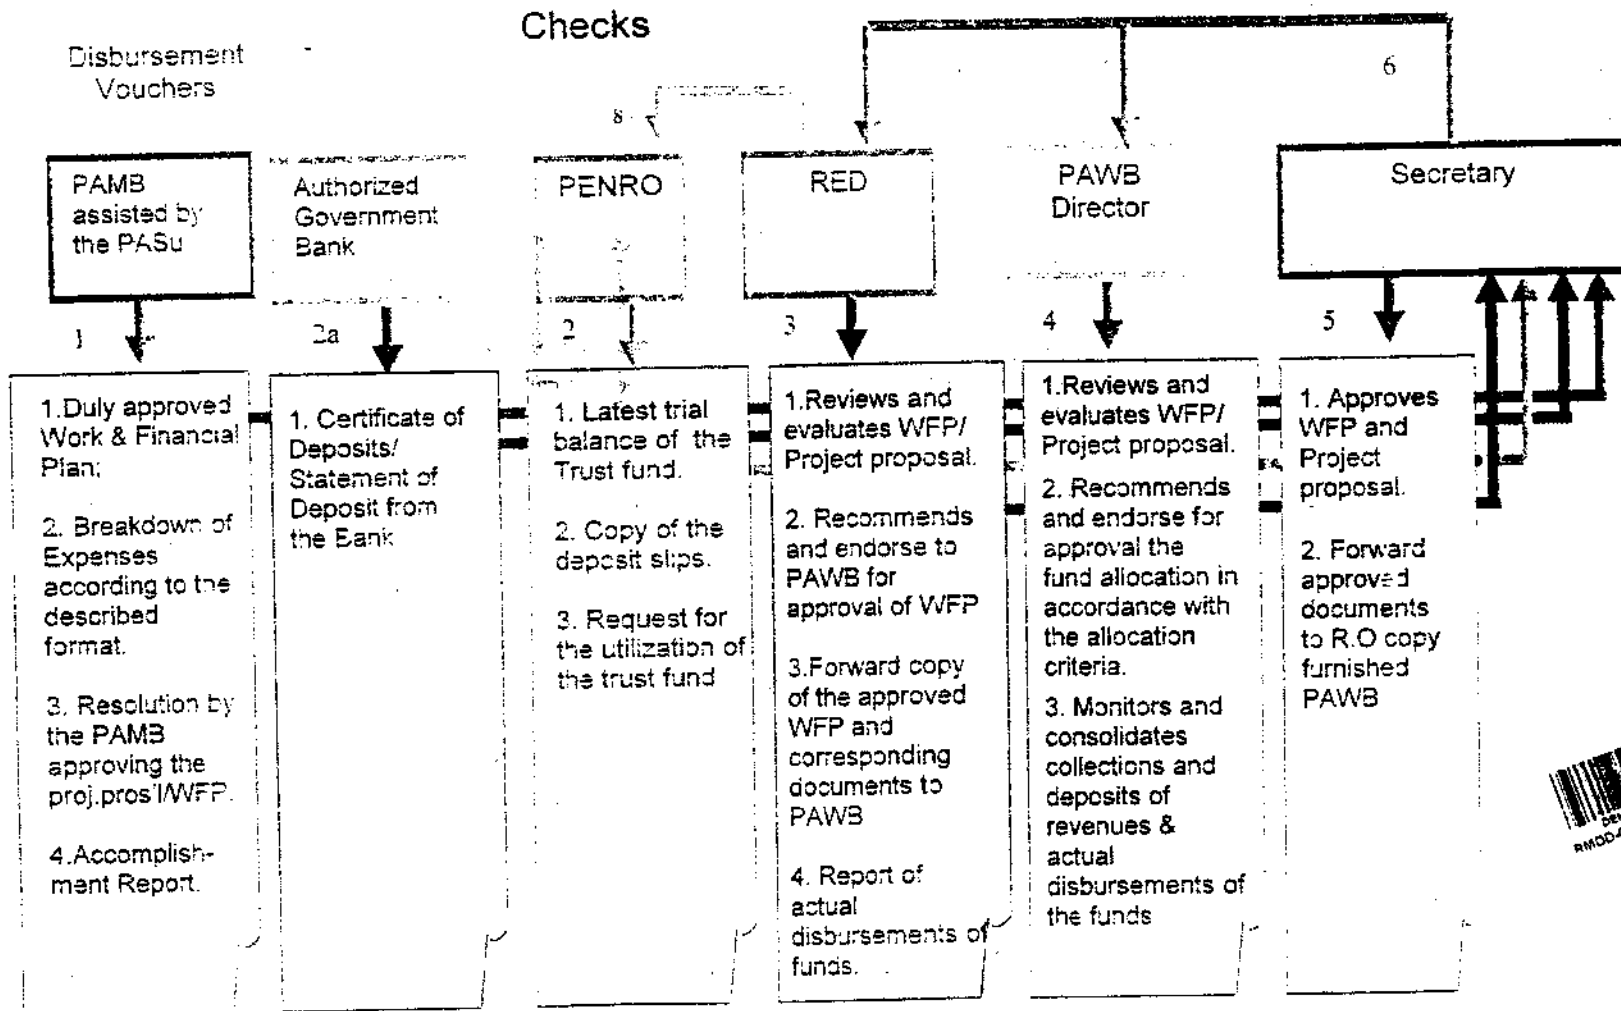 Checks
Disbursement
Vouchers
6
8
PAMB
assisted by
the PASu
Authorized
Government
Bank
PENRO
RED
PAWB
Director
Secretary
1
2a
2
3
4
5
1.Duly approved
Work & Financial
Plan;
2. Breakdown of
Expenses
according to the
described
format.
3. Resolution by
the PAMB
approving the
proj.pros'l/WFP.
4.Accomplish-
ment Report.
1. Certificate of
Deposits/
Statement of
Deposit from
the Bank
1. Latest trial
balance of the
Trust fund.
2. Copy of the
deposit slips.
3. Request for
the utilization of
the trust fund
1.Reviews and
evaluates WFP/
Project proposal.
2. Recommends
and endorse to
PAWB for
approval of WFP
3.Forward copy
of the approved
WFP and
corresponding
documents to
PAWB
4. Report of
actual
disbursements of
funds.
1.Reviews and
evaluates WFP/
Project proposal.
2. Recommends
and endorse for
approval the
fund allocation in
accordance with
the allocation
criteria.
3. Monitors and
consolidates
collections and
deposits of
revenues &
actual
disbursements of
the funds
1. Approves
WFP and
Project
proposal.
2. Forward
approved
documents
to R.O copy
furnished
PAWB